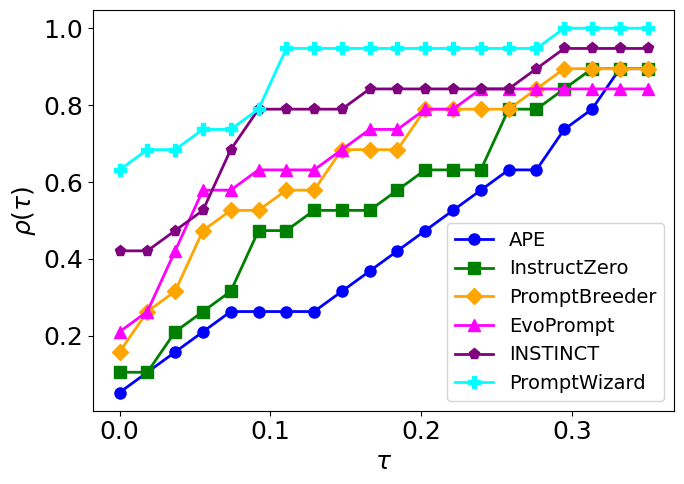 1.0
0.8
0.6
0.4
0.2
ρ(τ)
0.0
0.1
0.2
0.3
τ
APE
InstructZero
PromptBreeder
EvoPrompt
INSTINCT
PromptWizard